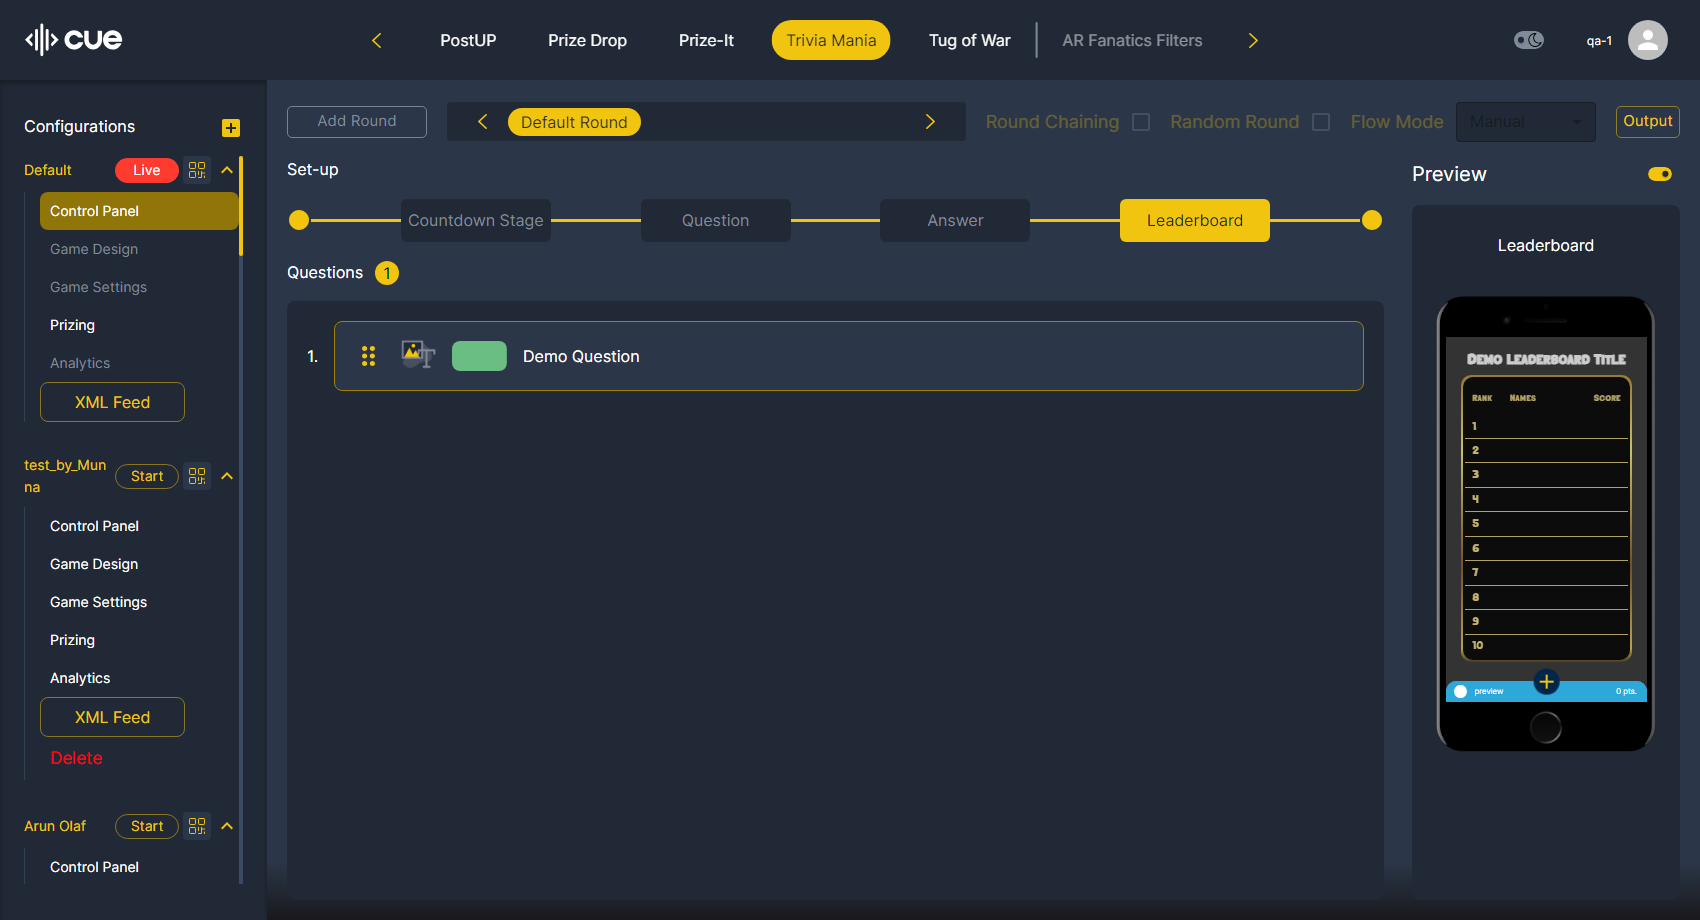 cue
PostUP
Prize Drop
Prize-It
Trivia Mania
Tug of War
AR Fanatics Filters
qa-1
Configurations
Default
Live
Control Panel
Game Design
Game Settings
Prizing
Analytics
XML Feed
test_by_Mun
na
Start
Control Panel
Game Design
Game Settings
Prizing
Analytics
XML Feed
Delete
Arun Olaf
Start
Control Panel
Add Round
Default Round
Round Chaining
Random Round
Flow Mode
Manual
Output
Set-up
Countdown Stage
Question
Answer
Leaderboard
Questions 1
1. Demo Question
Preview
Leaderboard
Demo Leaderboard Title
Rank Names Score
1
2
3
4
5
6
7
8
9
10
preview 0 pts.